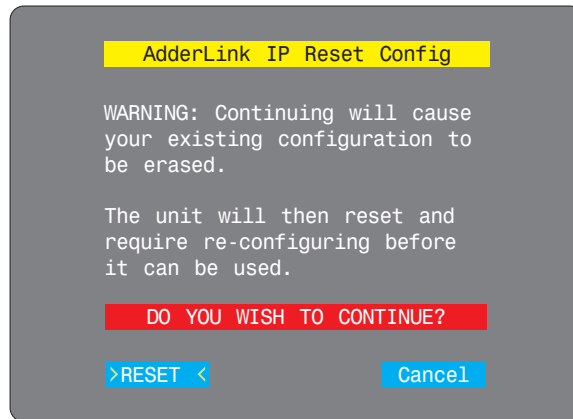 AdderLink IP Reset Config
WARNING: Continuing will cause
your existing configuration to
be erased.
The unit will then reset and
require re-configuring before
it can be used.
DO YOU WISH TO CONTINUE?
>RESET < Cancel